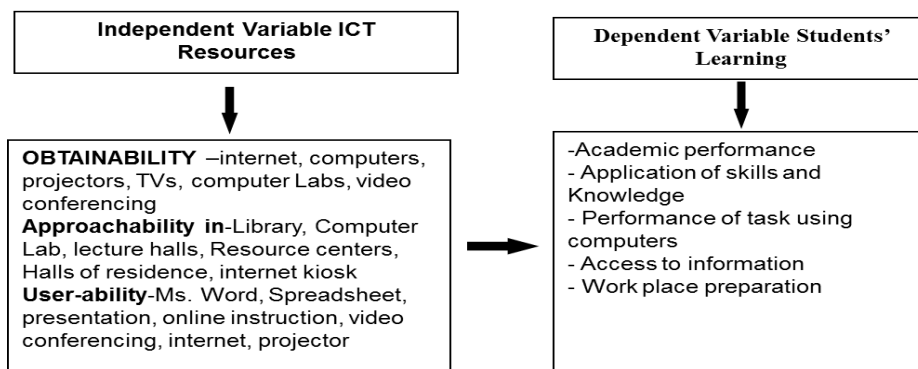 Independent Variable ICT
Resources
Dependent Variable Students’
Learning
OBTAINABILITY –internet, computers,
projectors, TVs, computer Labs, video
conferencing
Approachability in-Library, Computer
Lab, lecture halls, Resource centers,
Halls of residence, internet kiosk
User-ability-Ms. Word, Spreadsheet,
presentation, online instruction, video
conferencing, internet, projector
-Academic performance
- Application of skills and
Knowledge
- Performance of task using
computers
- Access to information
- Work place preparation